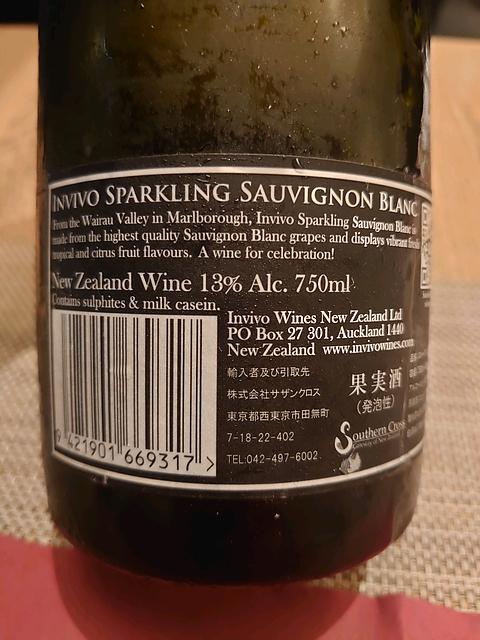 INVIVO SPARKLING SAUVIGNON BLANC
From the Wairau Valley in Marlborough, Invivo Sparkling Sauvignon Blanc is
made from the highest quality Sauvignon Blanc grapes and displays vibrant
tropical and citrus fruit flavours. A wine for celebration!
New Zealand Wine 13% Alc. 750ml
Contains sulphites & milk casein.
Invivo Wines New Zealand Ltd
PO Box 27 301, Auckland 1440
New Zealand www.invivowines.com
輸入者及び引取先
株式会社サザンクロス
東京都西東京市田無町
7-18-22-402
TEL:042-497-6002
果実酒
(発泡性)
Southern Cross
Gateway of New Zealand
9 421901 669317 >